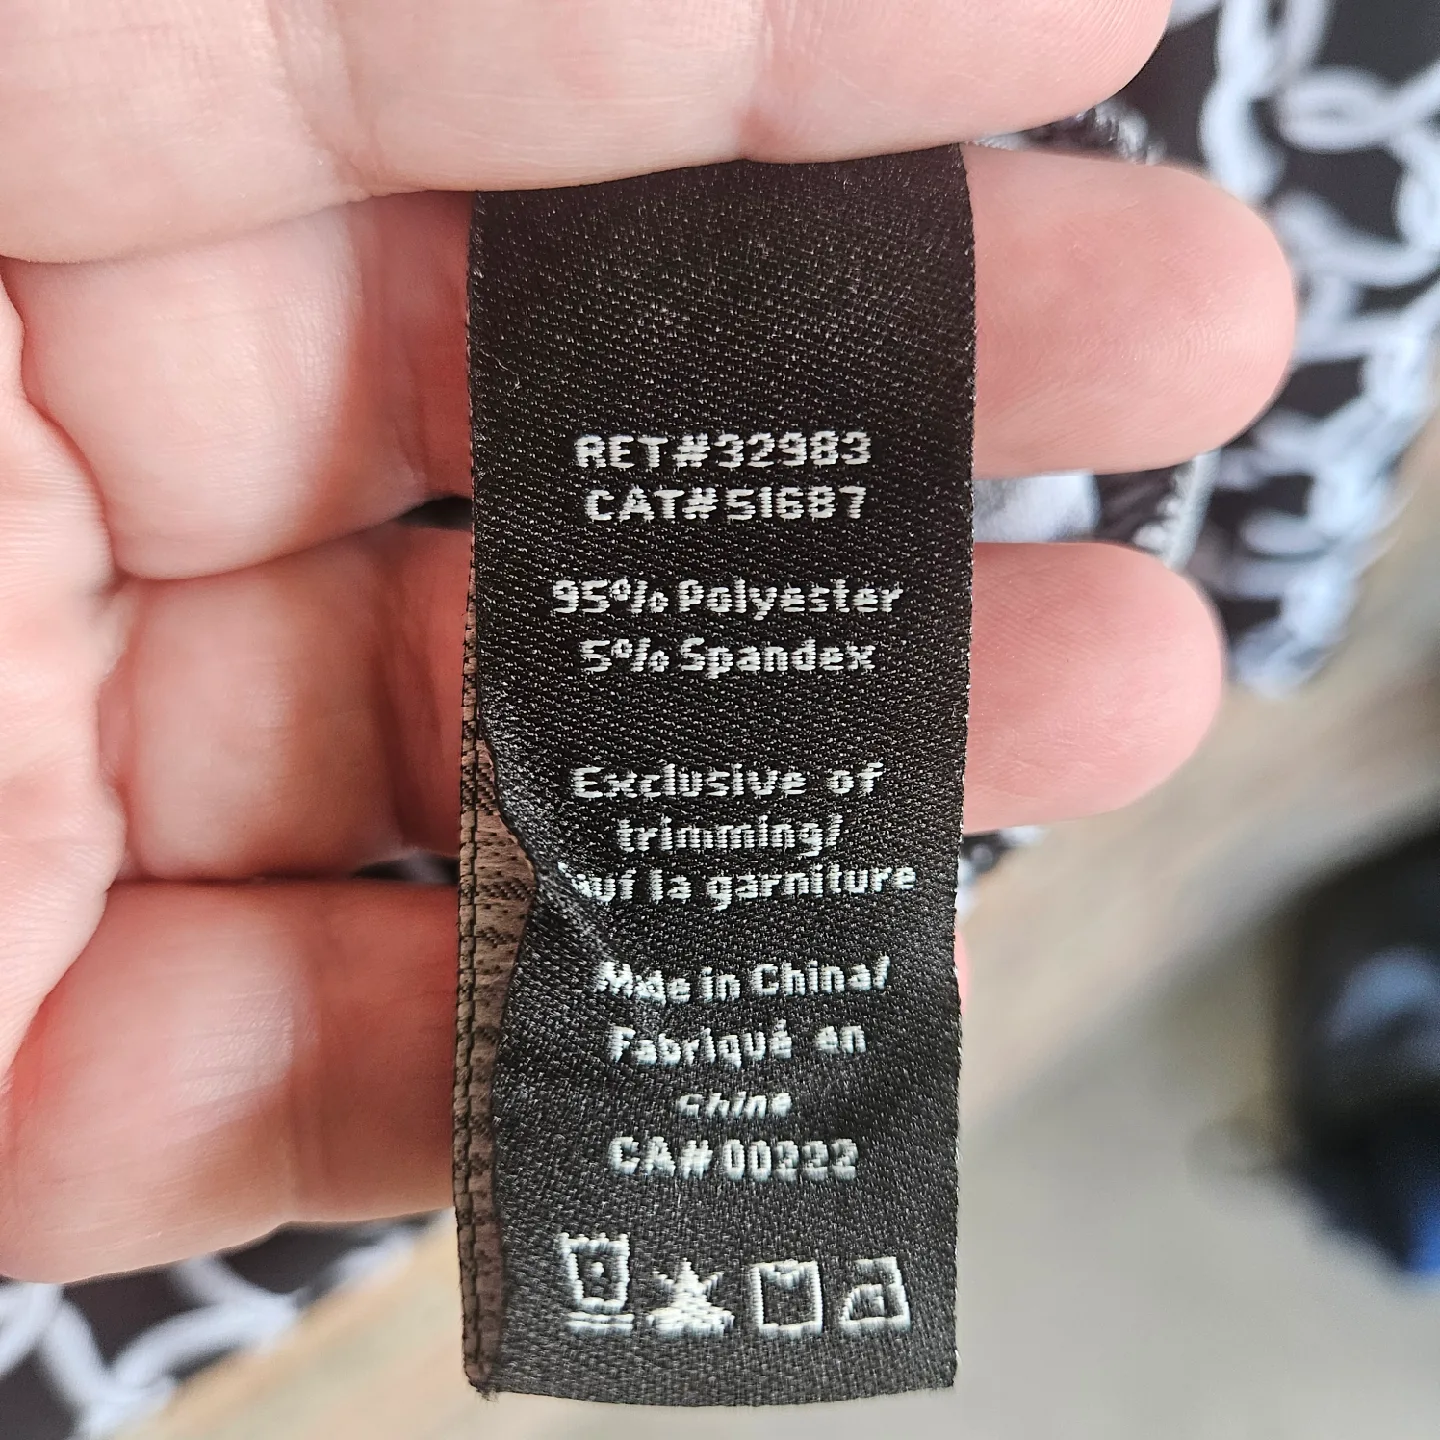 RET#32983
CAT#51687
95% Polyester
5% Spandex
Exclusive of
trimming/
la garniture
Made in China/
Fabriqué en
Chine
CA#00222